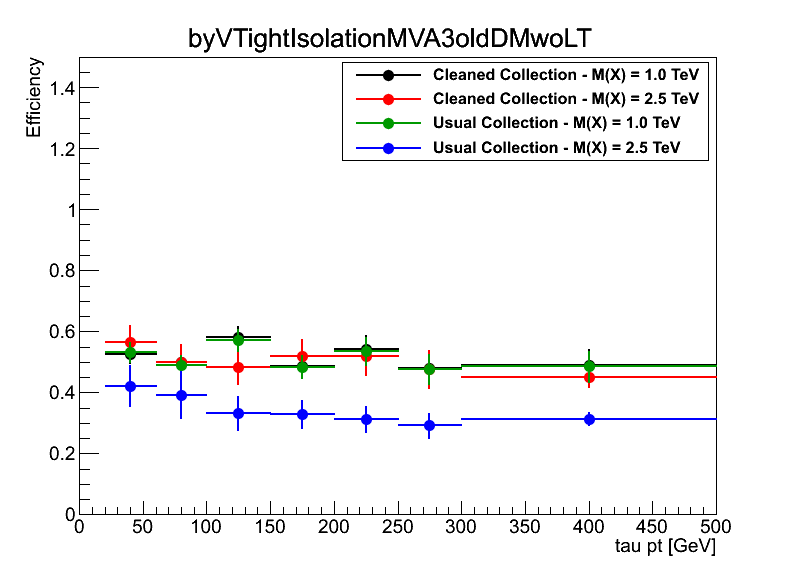 byVTightIsolationMVA3oldDMwoLT
Efficiency
Cleaned Collection - M(X) = 1.0 TeV
Cleaned Collection - M(X) = 2.5 TeV
Usual Collection - M(X) = 1.0 TeV
Usual Collection - M(X) = 2.5 TeV
1.4
1.2
1
0.8
0.6
0.4
0.2
0
0 50 100 150 200 250 300 350 400 450 500
tau pt [GeV]